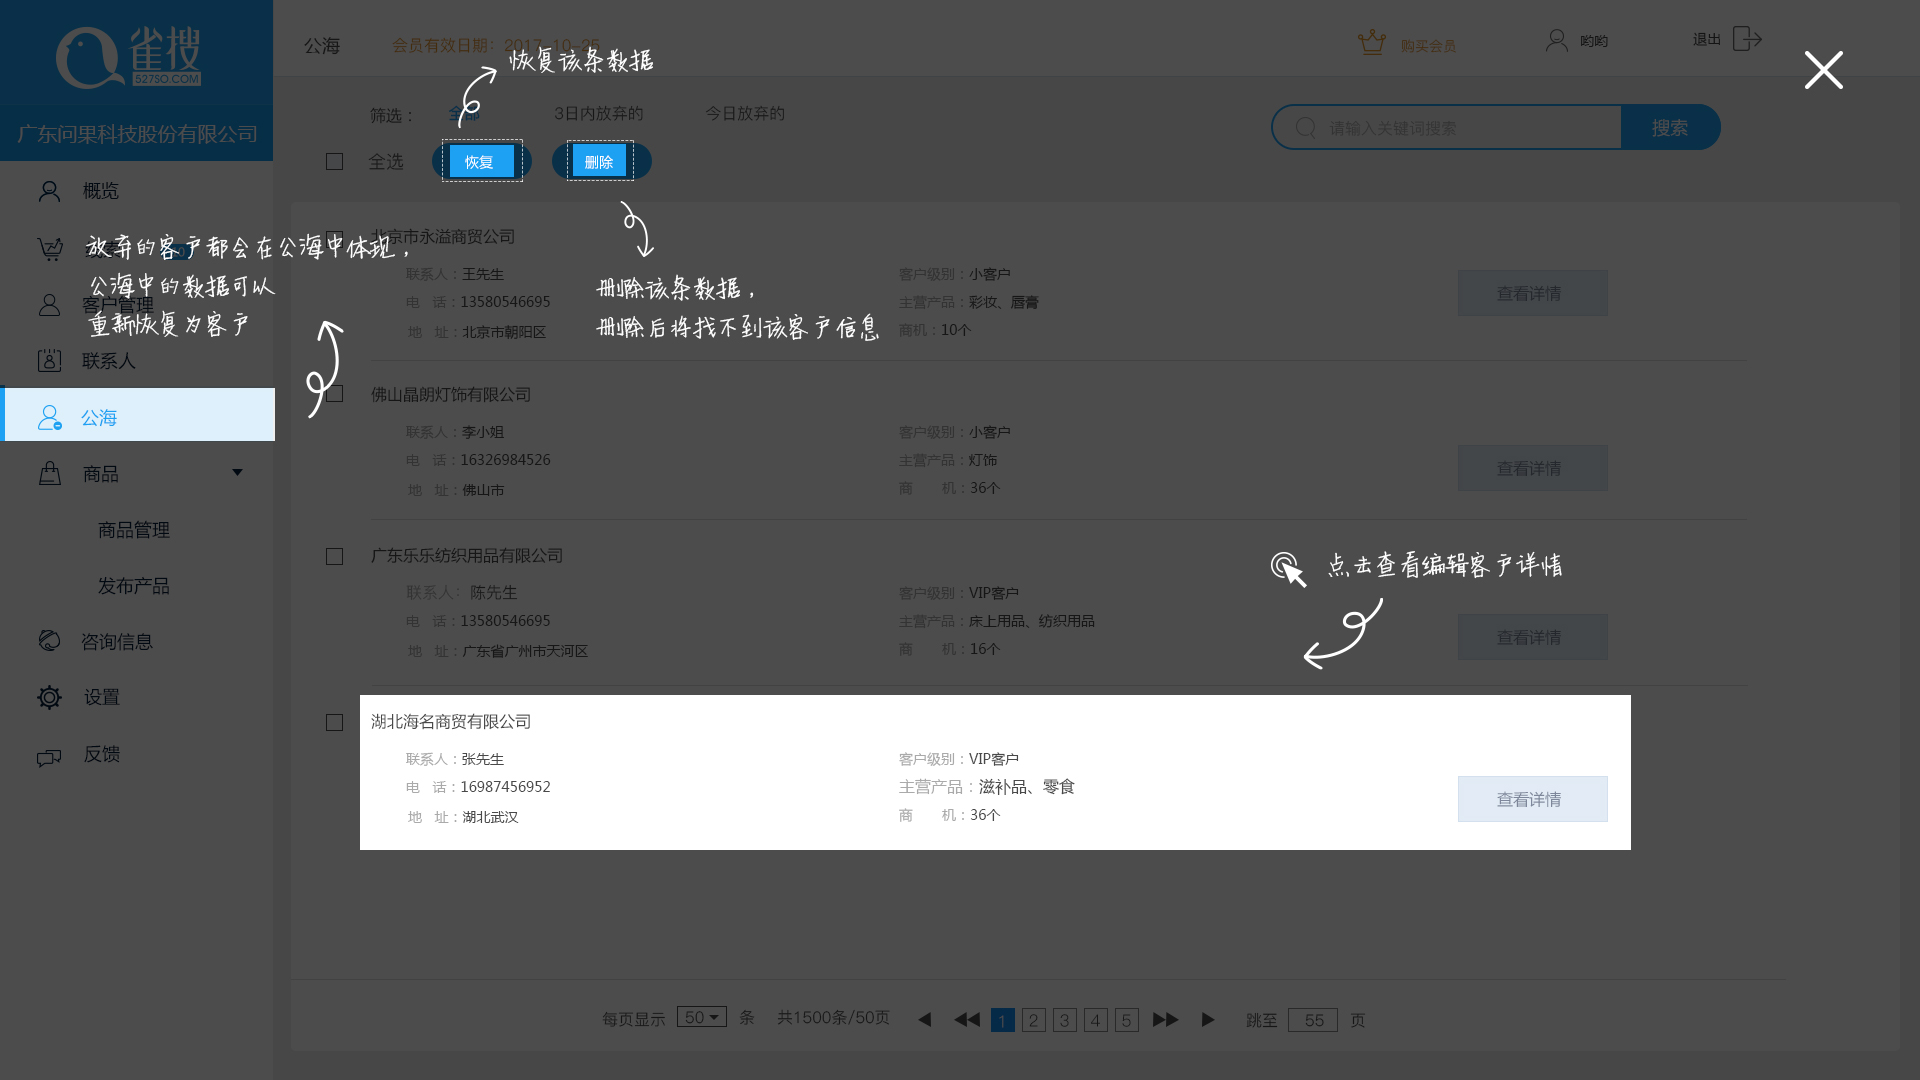 雀搜
527SO.COM
广东问果科技股份有限公司
公海
会员有效日期：2017-10-25
购买会员
哟哟
退出
恢复该条数据
筛选：
全部
3日内放弃的
今日放弃的
请输入关键词搜索
搜索
全选
恢复
删除
概览
客户管理
联系人
公海
商品
商品管理
发布产品
咨询信息
设置
反馈
放弃的客户都会在公海中体现，
公海中的数据可以
重新恢复为客户
删除该条数据，
删除后将找不到该客户信息
北京市永溢商贸公司
联系人：王先生
客户级别：小客户
电 话：13580546695
主营产品：彩妆、唇膏
地 址：北京市朝阳区
商机：10个
查看详情
佛山晶朗灯饰有限公司
联系人：李小姐
客户级别：小客户
电 话：16326984526
主营产品：灯饰
地 址：佛山市
商 机：36个
查看详情
广东乐乐纺织用品有限公司
点击查看编辑客户详情
联系人：陈先生
客户级别：VIP客户
电 话：13580546695
主营产品：床上用品、纺织用品
地 址：广东省广州市天河区
商 机：16个
查看详情
湖北海名商贸有限公司
联系人：张先生
客户级别：VIP客户
电 话：16987456952
主营产品：滋补品、零食
地 址：湖北武汉
商 机：36个
查看详情
每页显示 50 条 共1500条/50页 1 2 3 4 5 跳至 55 页